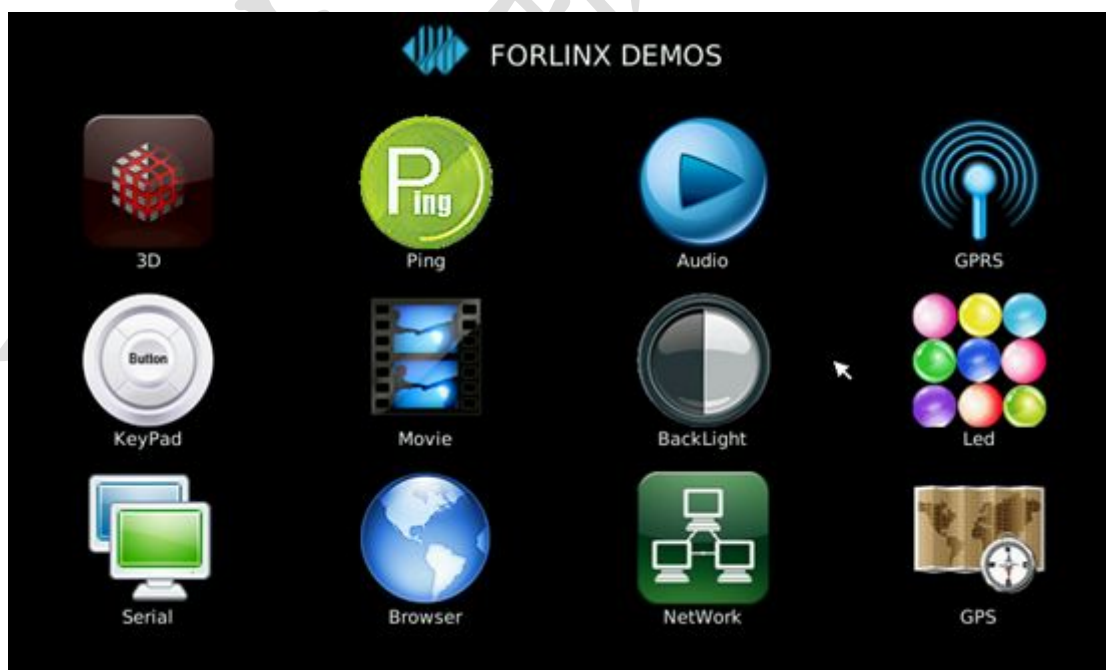 FORLINX DEMOS
3D
Ping
Ping
Audio
GPRS
Button
KeyPad
Movie
BackLight
Led
Serial
Browser
NetWork
GPS